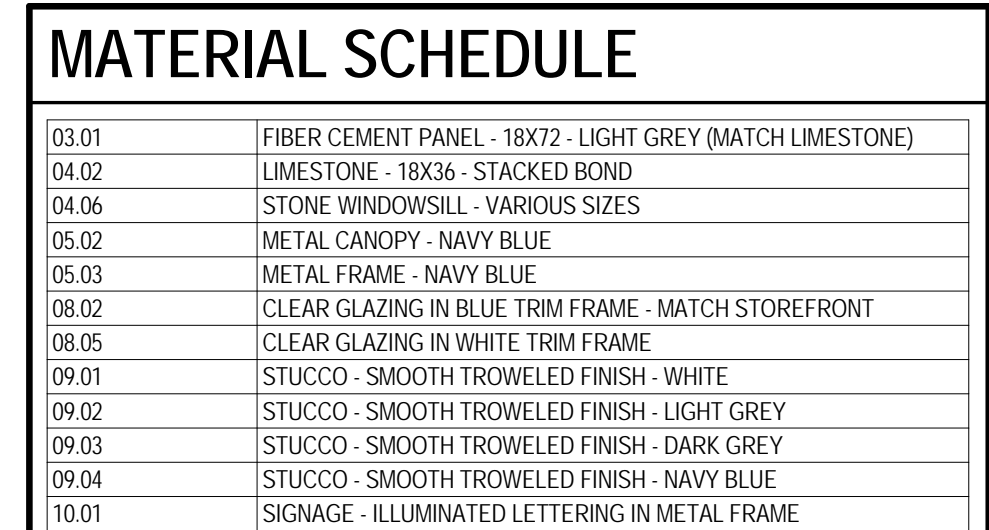 MATERIAL SCHEDULE
03.01 FIBER CEMENT PANEL - 18X72 - LIGHT GREY (MATCH LIMESTONE)
04.02 LIMESTONE - 18X36 - STACKED BOND
04.06 STONE WINDOWSILL - VARIOUS SIZES
05.02 METAL CANOPY - NAVY BLUE
05.03 METAL FRAME - NAVY BLUE
08.02 CLEAR GLAZING IN BLUE TRIM FRAME - MATCH STOREFRONT
08.05 CLEAR GLAZING IN WHITE TRIM FRAME
09.01 STUCCO - SMOOTH TROWELED FINISH - WHITE
09.02 STUCCO - SMOOTH TROWELED FINISH - LIGHT GREY
09.03 STUCCO - SMOOTH TROWELED FINISH - DARK GREY
09.04 STUCCO - SMOOTH TROWELED FINISH - NAVY BLUE
10.01 SIGNAGE - ILLUMINATED LETTERING IN METAL FRAME